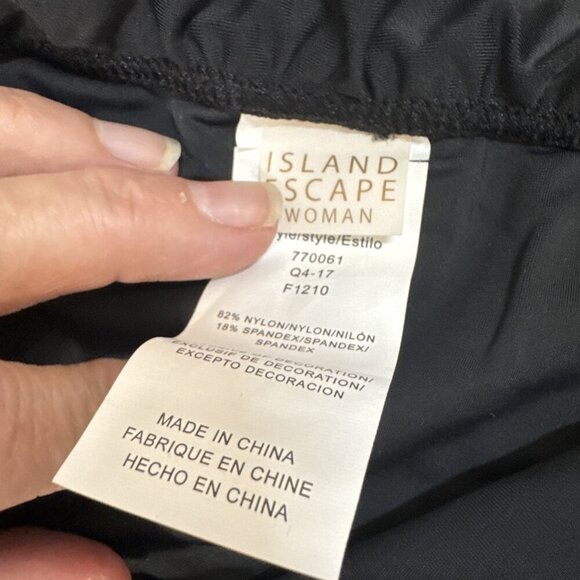 ISLAND
ESCAPE
WOMAN
/style/Estilo
770061
Q4-17
F1210
82% NYLON/NYLON/NILÓN
18% SPANDEX/SPANDEX/
SPANDEX
EXCLUSIF DE DECORATION/
EXCEPTO DECORACION
MADE IN CHINA
FABRIQUE EN CHINE
HECHO EN CHINA